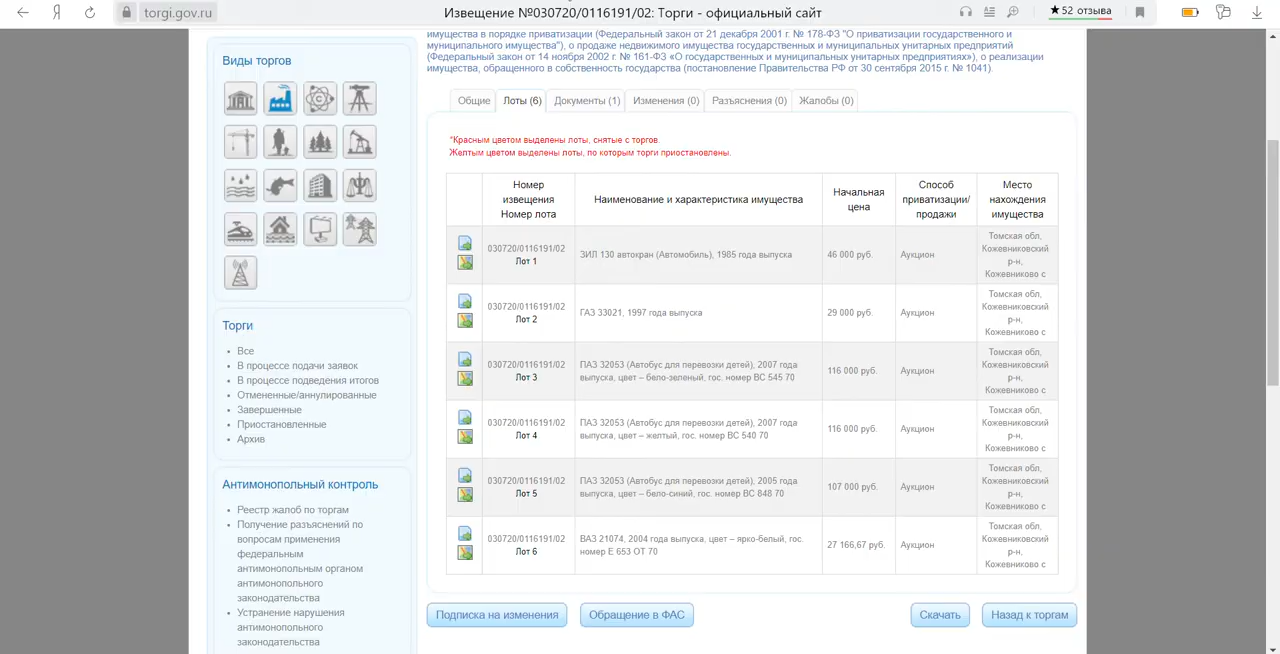 torgi.gov.ru
Извещение №030720/0116191/02: Торги - официальный сайт
★52 отзыва
имущества в порядке приватизации (Федеральный закон от 21 декабря 2001 г. № 178-ФЗ "О приватизации государственного и
муниципального имущества"), о продаже недвижимого имущества государственных и муниципальных унитарных предприятий
(Федеральный закон от 14 ноября 2002 г. № 161-ФЗ «О государственных и муниципальных унитарных предприятиях»), о реализации
имущества, обращенного в собственность государства (постановление Правительства РФ от 30 сентября 2015 г. № 1041).
Виды торгов
Торги
Все
В процессе подачи заявок
В процессе подведения итогов
Отмененные/аннулированные
Завершенные
Приостановленные
Архив
Антимонопольный контроль
Реестр жалоб по торгам
Получение разъяснений по
вопросам применения
федеральным
антимонопольным органом
антимонопольного
законодательства
Устранение нарушения
антимонопольного
законодательства
Общие
Лоты (6)
Документы (1)
Изменения (0)
Разъяснения (0)
Жалобы (0)
*Красным цветом выделены лоты, снятые с торгов.
Желтым цветом выделены лоты, по которым торги приостановлены.
Номер
извещения
Номер лота
Наименование и характеристика имущества
Начальная
цена
Способ
приватизации/
продажи
Место
нахождения
имущества
030720/0116191/02
Лот 1
ЗИЛ 130 автокран (Автомобиль), 1985 года выпуска
46 000 руб.
Аукцион
Томская обл,
Кожевниковский
р-н,
Кожевниково с
030720/0116191/02
Лот 2
ГАЗ 33021, 1997 года выпуска
29 000 руб.
Аукцион
Томская обл,
Кожевниковский
р-н,
Кожевниково с
030720/0116191/02
Лот 3
ПАЗ 32053 (Автобус для перевозки детей), 2007 года
выпуска, цвет – бело-зеленый, гос. номер ВС 545 70
116 000 руб.
Аукцион
Томская обл,
Кожевниковский
р-н,
Кожевниково с
030720/0116191/02
Лот 4
ПАЗ 32053 (Автобус для перевозки детей), 2007 года
выпуска, цвет – желтый, гос. номер ВС 540 70
116 000 руб.
Аукцион
Томская обл,
Кожевниковский
р-н,
Кожевниково с
030720/0116191/02
Лот 5
ПАЗ 32053 (Автобус для перевозки детей), 2005 года
выпуска, цвет – бело-синий, гос. номер ВС 848 70
107 000 руб.
Аукцион
Томская обл,
Кожевниковский
р-н,
Кожевниково с
030720/0116191/02
Лот 6
ВАЗ 21074, 2004 года выпуска, цвет – ярко-белый, гос.
номер Е 653 ОТ 70
27 166,67 руб.
Аукцион
Томская обл,
Кожевниковский
р-н,
Кожевниково с
Подписка на изменения
Обращение в ФАС
Скачать
Назад к торгам